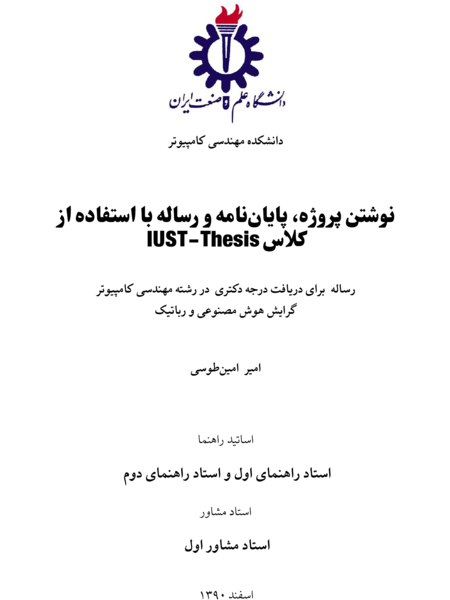 دانشگاه علم و صنعت ایران
دانشکده مهندسی کامپیوتر
نوشتن پروژه، پایان‌نامه و رساله با استفاده از
کلاس IUST-Thesis
رساله برای دریافت درجه دکتری در رشته مهندسی کامپیوتر
گرایش هوش مصنوعی و رباتیک
امیر امین‌طوسی
اساتید راهنما
استاد راهنمای اول و استاد راهنمای دوم
استاد مشاور
استاد مشاور اول
اسفند ۱۳۹۰